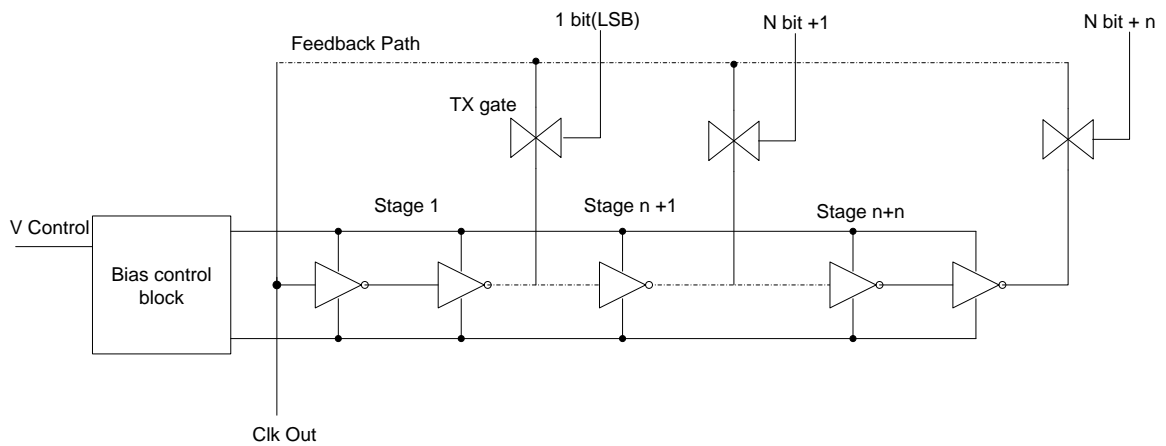 1 bit(LSB)
N bit +1
N bit + n
Feedback Path
TX gate
Stage 1
Stage n +1
Stage n+n
V Control
Bias control
block
Clk Out